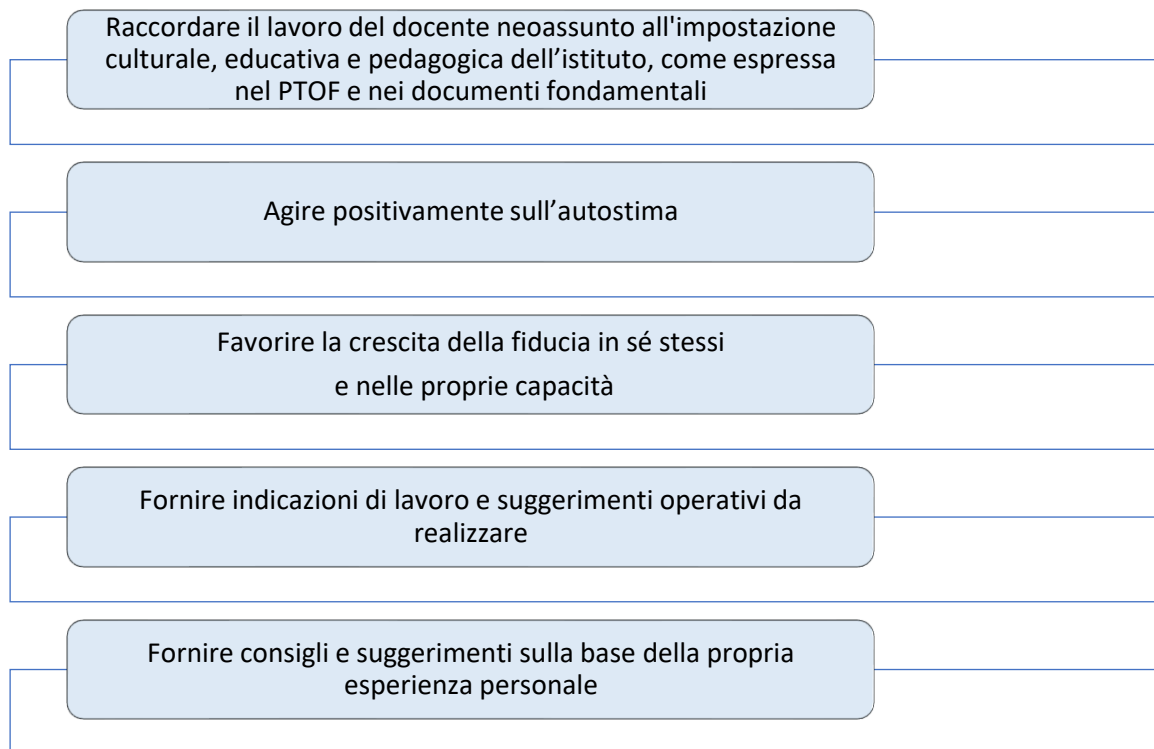 Raccordare il lavoro del docente neoassunto all'impostazione
culturale, educativa e pedagogica dell’istituto, come espressa
nel PTOF e nei documenti fondamentali
Agire positivamente sull’autostima
Favorire la crescita della fiducia in sé stessi
e nelle proprie capacità
Fornire indicazioni di lavoro e suggerimenti operativi da
realizzare
Fornire consigli e suggerimenti sulla base della propria
esperienza personale